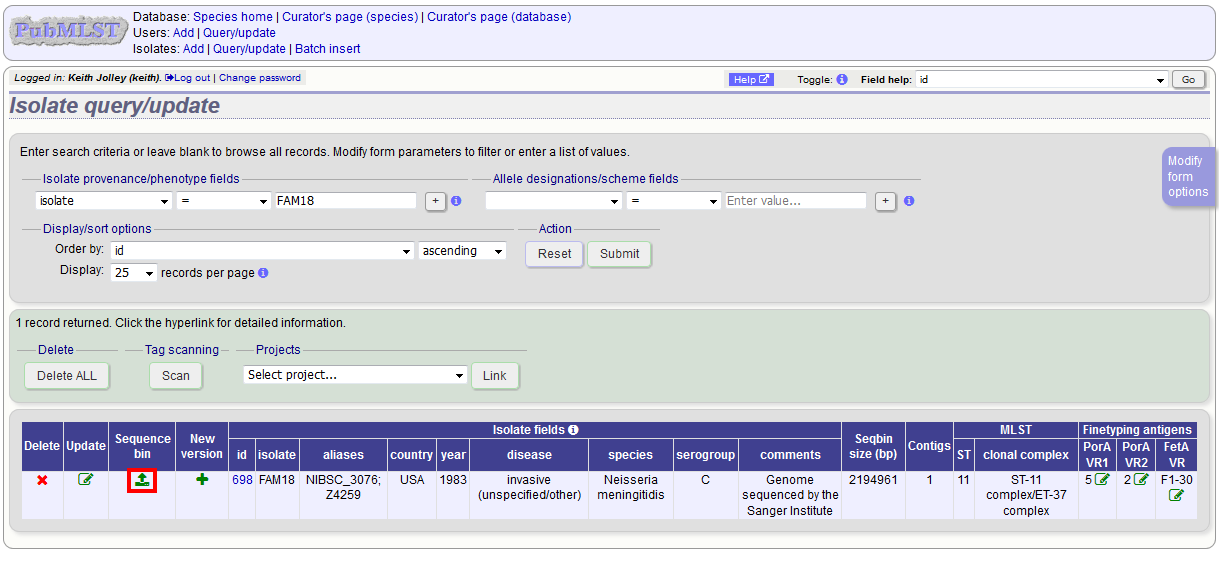 PubMLST
Database: Species home | Curator's page (species) | Curator's page (database)
Users: Add | Query/update
Isolates: Add | Query/update | Batch insert
Logged in: Keith Jolley (keith). Log out | Change password
Help Toggle: Field help: id Go
Isolate query/update
Enter search criteria or leave blank to browse all records. Modify form parameters to filter or enter a list of values.
Modify form options
Isolate provenance/phenotype fields Allele designations/scheme fields
isolate = FAM18 + = Enter value... +
Display/sort options Action
Order by: id ascending Reset Submit
Display: 25 records per page
1 record returned. Click the hyperlink for detailed information.
Delete Tag scanning Projects
Delete ALL Scan Select project... Link
Delete Update Sequence bin New version Isolate fields Seqbin size (bp) Contigs MLST Finetyping antigens
id isolate aliases country year disease species serogroup comments ST clonal complex PorA VR1 PorA VR2 FetA VR
698 FAM18 NIBSC_3076; USA 1983 invasive Neisseria C Genome 2194961 1 11 ST-11 5 2 F1-30
Z4259 (unspecified/other) meningitidis sequenced by the complex/ET-37
Sanger Institute complex